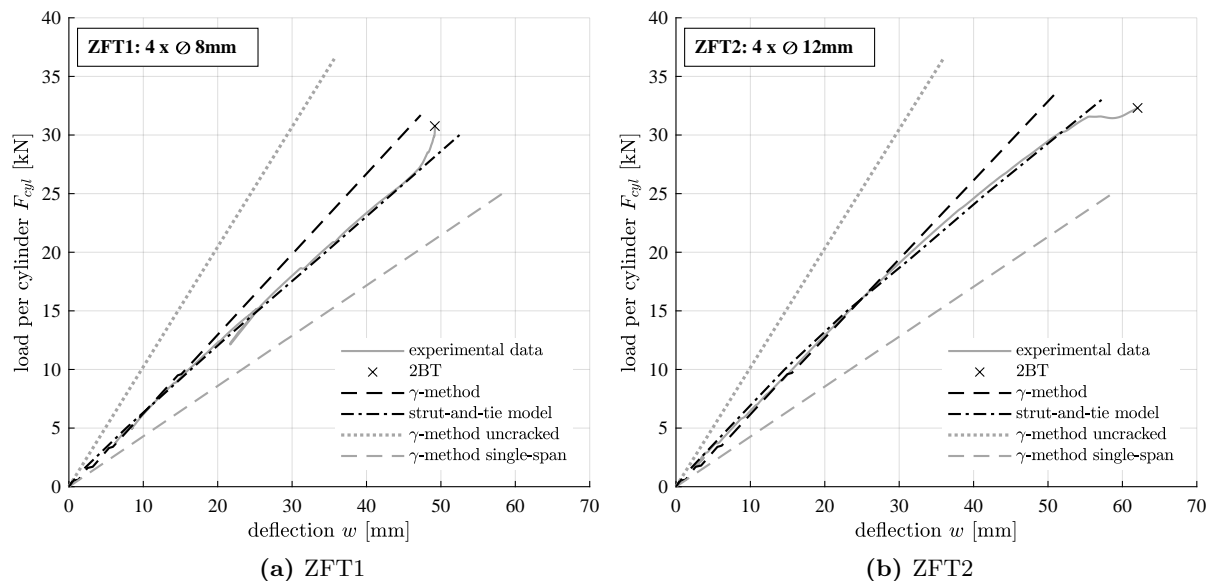 ZFT1: 4 x ∅ 8mm
load per cylinder F_cyl [kN]
40
35
30
25
20
15
10
5
0
experimental data
2BT
γ-method
strut-and-tie model
γ-method uncracked
γ-method single-span
0 10 20 30 40 50 60 70
deflection w [mm]
(a) ZFT1
ZFT2: 4 x ∅ 12mm
load per cylinder F_cyl [kN]
40
35
30
25
20
15
10
5
0
experimental data
2BT
γ-method
strut-and-tie model
γ-method uncracked
γ-method single-span
0 10 20 30 40 50 60 70
deflection w [mm]
(b) ZFT2